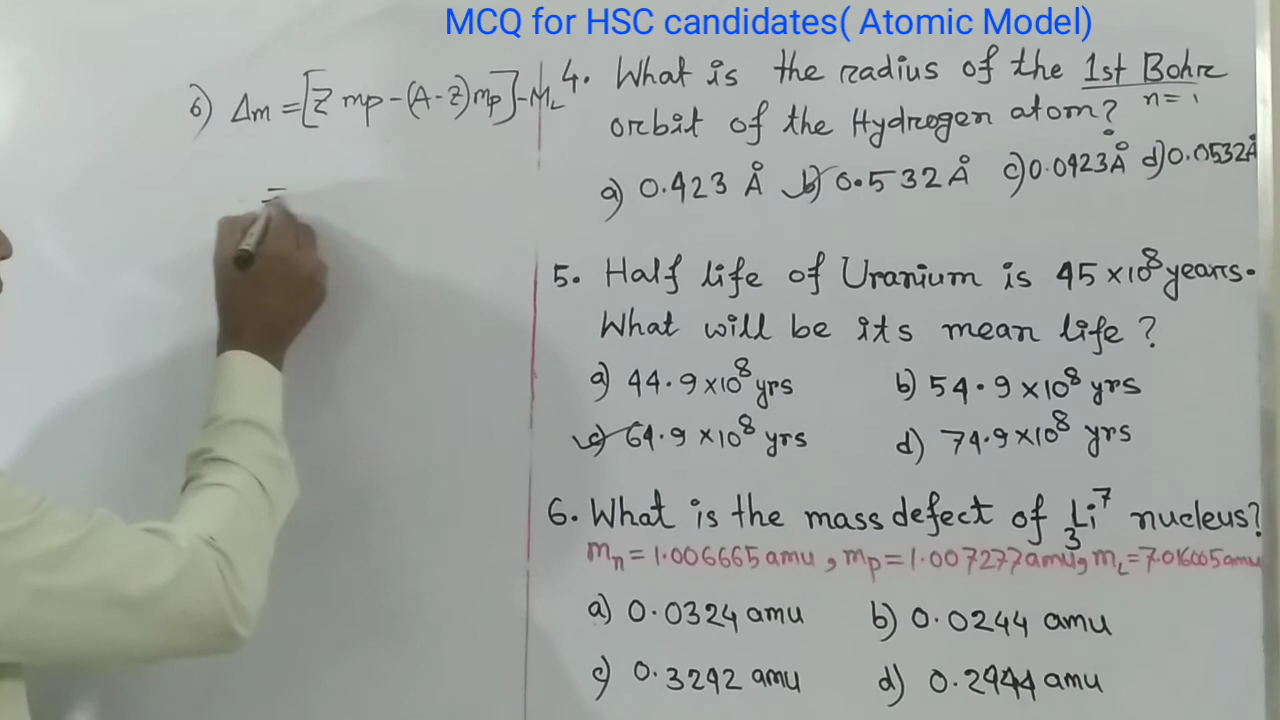 MCQ for HSC candidates( Atomic Model)
6) Δm = [Z mp - (A - Z) mp] - ML
=
4. What is the radius of the 1st Bohr
n = 1
orbit of the Hydrogen atom?
a) 0.423 Å b) 0.532 Å c) 0.0423 Å d) 0.0532 Å
5. Half life of Uranium is 45 ×10⁸ years.
What will be its mean life ?
a) 44.9 ×10⁸ yrs b) 54.9 ×10⁸ yrs
c) 64.9 ×10⁸ yrs d) 74.9 ×10⁸ yrs
6. What is the mass defect of ₃Li⁷ nucleus?
mn = 1.006665 amu, mp = 1.007277 amu, mL = 7.016005 amu
a) 0.0324 amu b) 0.0244 amu
c) 0.3242 amu d) 0.2444 amu